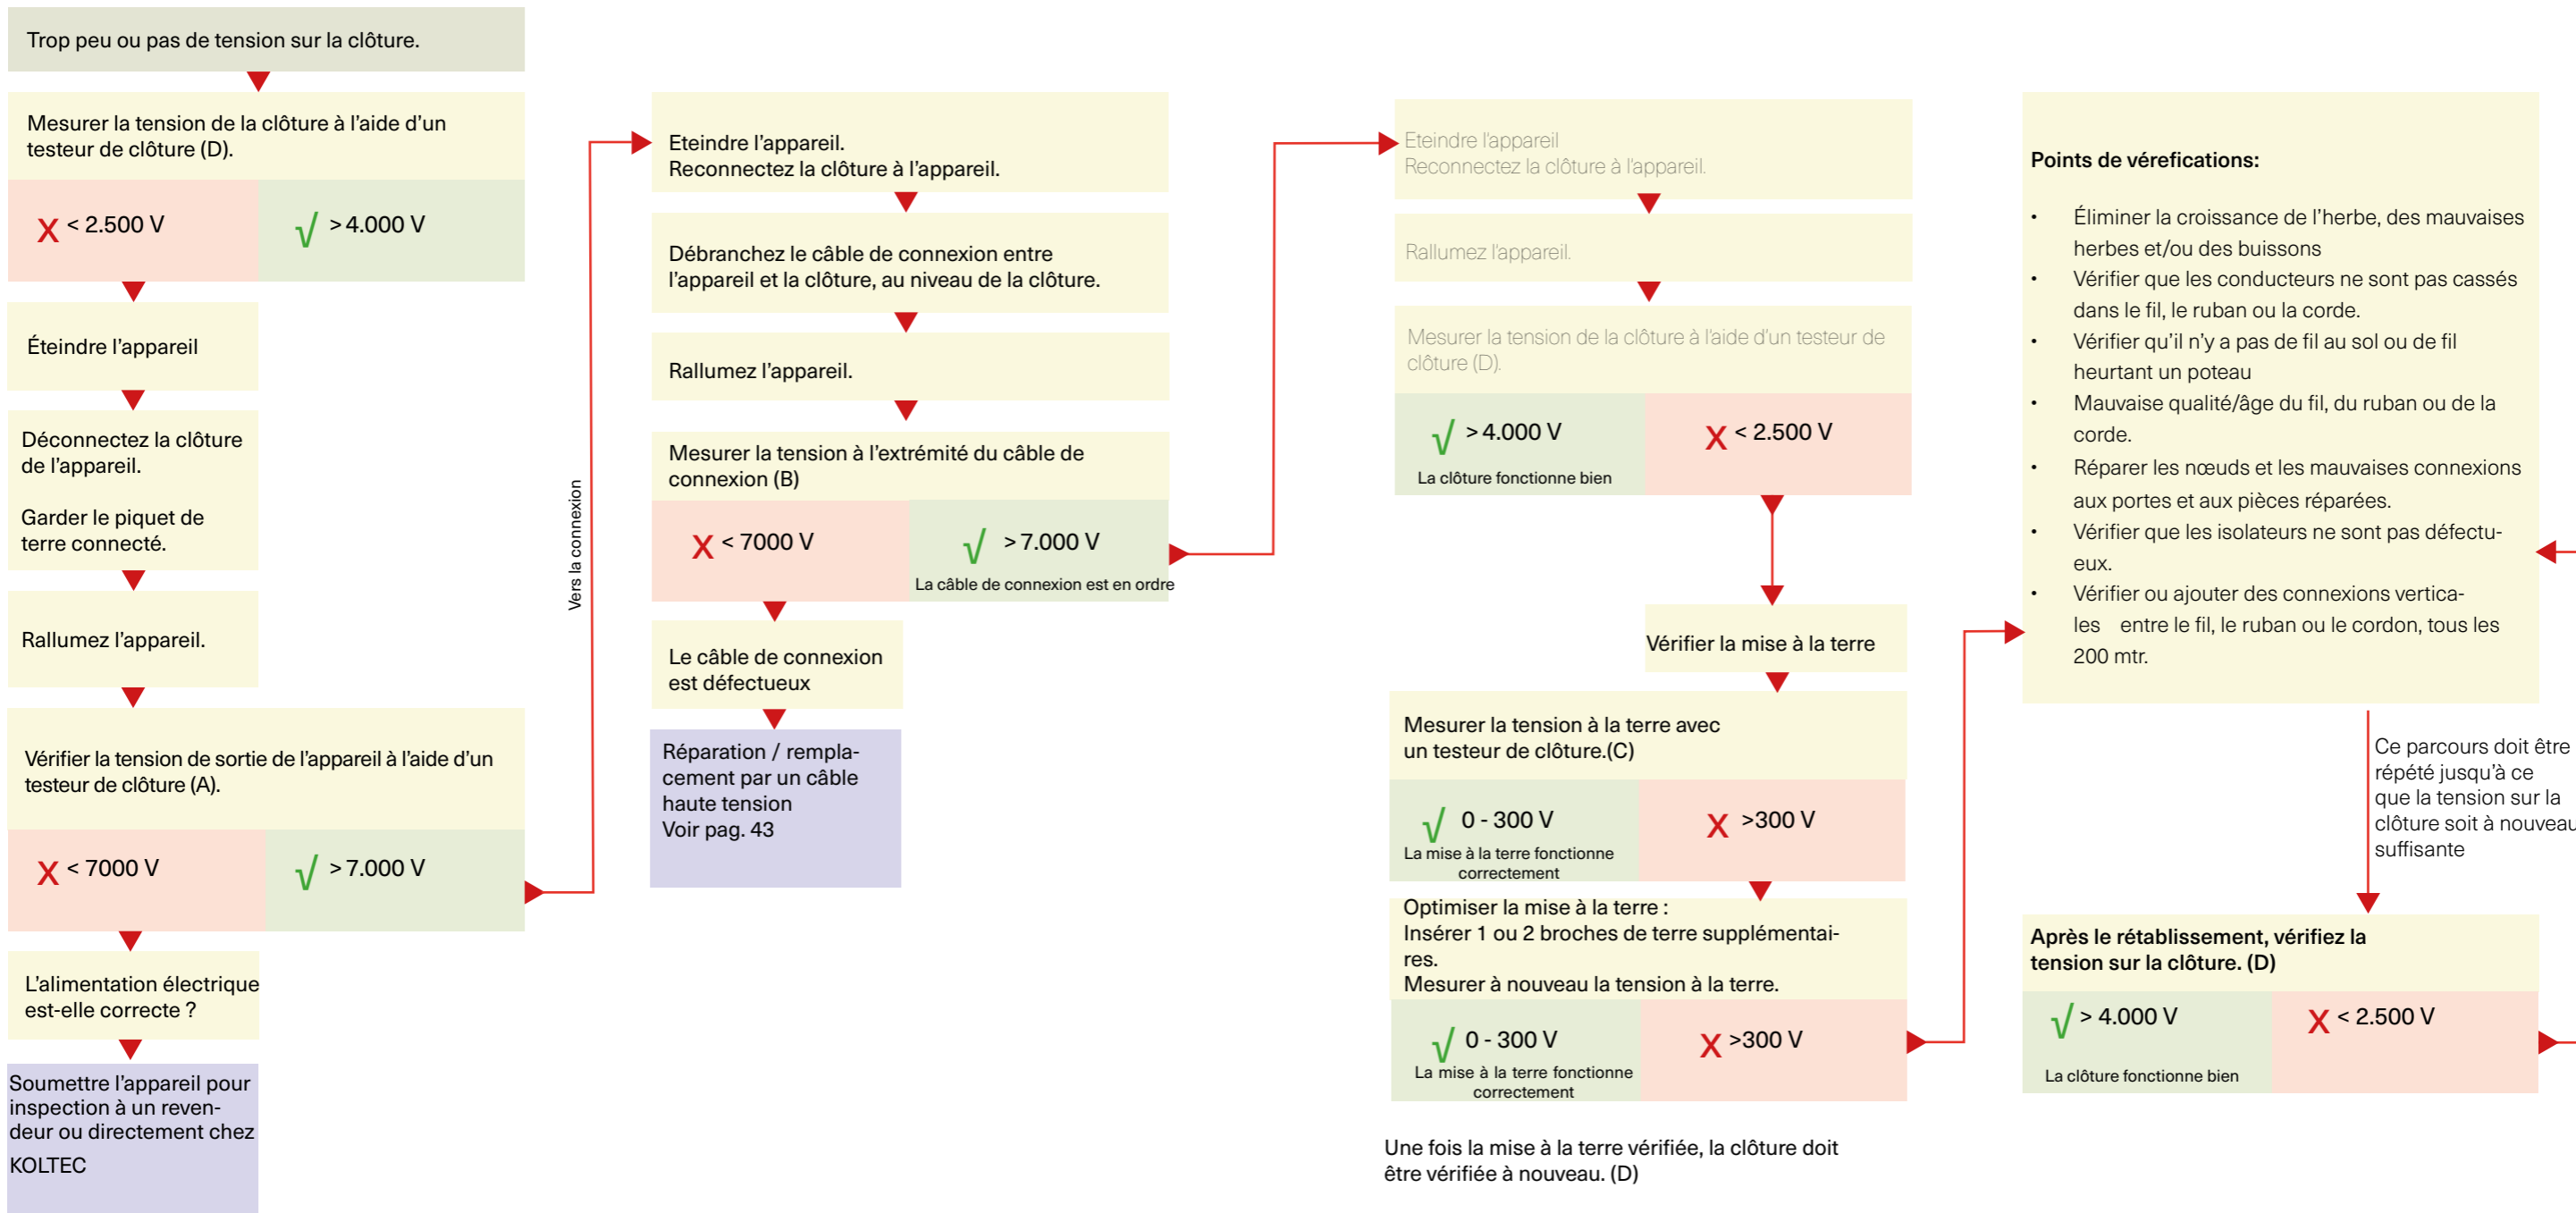 Trop peu ou pas de tension sur la clôture.
Mesurer la tension de la clôture à l'aide d'un
testeur de clôture (D).
X < 2.500 V
√ > 4.000 V
Éteindre l'appareil
Déconnectez la clôture
de l'appareil.
Garder le piquet de
terre connecté.
Rallumez l'appareil.
Vérifier la tension de sortie de l'appareil à l'aide d'un
testeur de clôture (A).
X < 7000 V
√ > 7.000 V
L'alimentation électrique
est-elle correcte ?
Soumettre l'appareil pour
inspection à un reven-
deur ou directement chez
KOLTEC
Vers la connexion
Eteindre l'appareil.
Reconnectez la clôture à l'appareil.
Débranchez le câble de connexion entre
l'appareil et la clôture, au niveau de la clôture.
Rallumez l'appareil.
Mesurer la tension à l'extrémité du câble de
connexion (B)
X < 7000 V
√ > 7.000 V
La câble de connexion est en ordre
Le câble de connexion
est défectueux
Réparation / rempla-
cement par un câble
haute tension
Voir pag. 43
Eteindre l'appareil
Reconnectez la clôture à l'appareil.
Rallumez l'appareil.
Mesurer la tension de la clôture à l'aide d'un testeur de
clôture (D).
√ > 4.000 V
La clôture fonctionne bien
X < 2.500 V
Vérifier la mise à la terre
Mesurer la tension à la terre avec
un testeur de clôture.(C)
√ 0 - 300 V
La mise à la terre fonctionne
correctement
X >300 V
Optimiser la mise à la terre :
Insérer 1 ou 2 broches de terre supplémentai-
res.
Mesurer à nouveau la tension à la terre.
√ 0 - 300 V
La mise à la terre fonctionne
correctement
X >300 V
Une fois la mise à la terre vérifiée, la clôture doit
être vérifiée à nouveau. (D)
Points de vérefications:
• Éliminer la croissance de l'herbe, des mauvaises
herbes et/ou des buissons
• Vérifier que les conducteurs ne sont pas cassés
dans le fil, le ruban ou la corde.
• Vérifier qu'il n'y a pas de fil au sol ou de fil
heurtant un poteau
• Mauvaise qualité/âge du fil, du ruban ou de la
corde.
• Réparer les nœuds et les mauvaises connexions
aux portes et aux pièces réparées.
• Vérifier que les isolateurs ne sont pas défectu-
eux.
• Vérifier ou ajouter des connexions vertica-
les entre le fil, le ruban ou le cordon, tous les
200 mtr.
Ce parcours doit être
répété jusqu'à ce
que la tension sur la
clôture soit à nouveau
suffisante
Après le rétablissement, vérifiez la
tension sur la clôture. (D)
√ > 4.000 V
La clôture fonctionne bien
X < 2.500 V